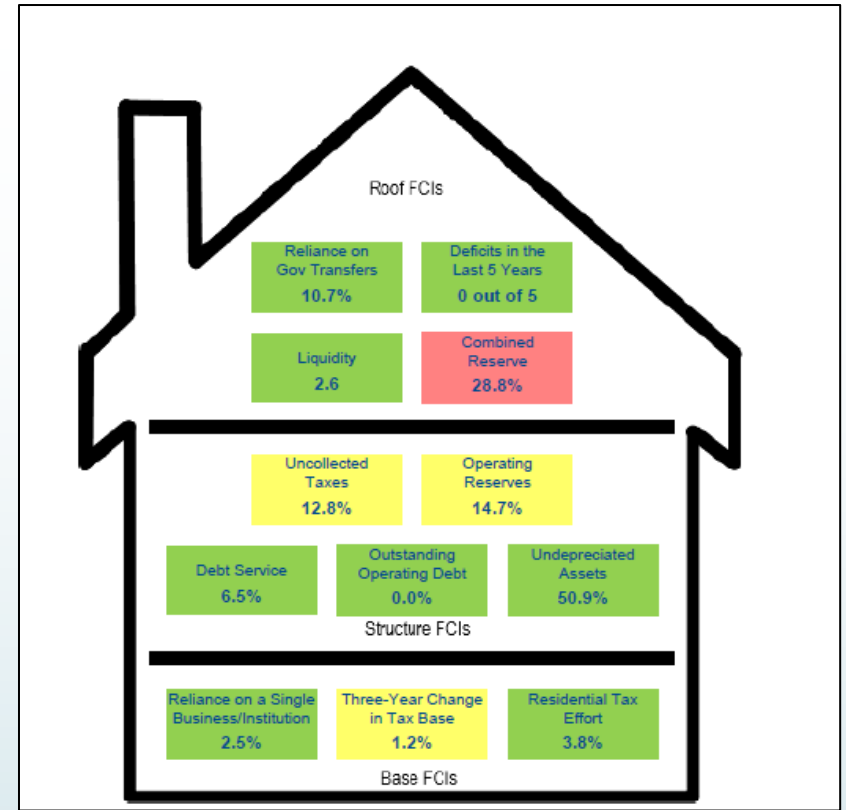 Roof FCIs
Reliance on
Gov Transfers
10.7%
Deficits in the
Last 5 Years
0 out of 5
Liquidity
2.6
Combined
Reserve
28.8%
Uncollected
Taxes
12.8%
Operating
Reserves
14.7%
Debt Service
6.5%
Outstanding
Operating Debt
0.0%
Undepreciated
Assets
50.9%
Structure FCIs
Reliance on a Single
Business/Institution
2.5%
Three-Year Change
in Tax Base
1.2%
Residential Tax
Effort
3.8%
Base FCIs